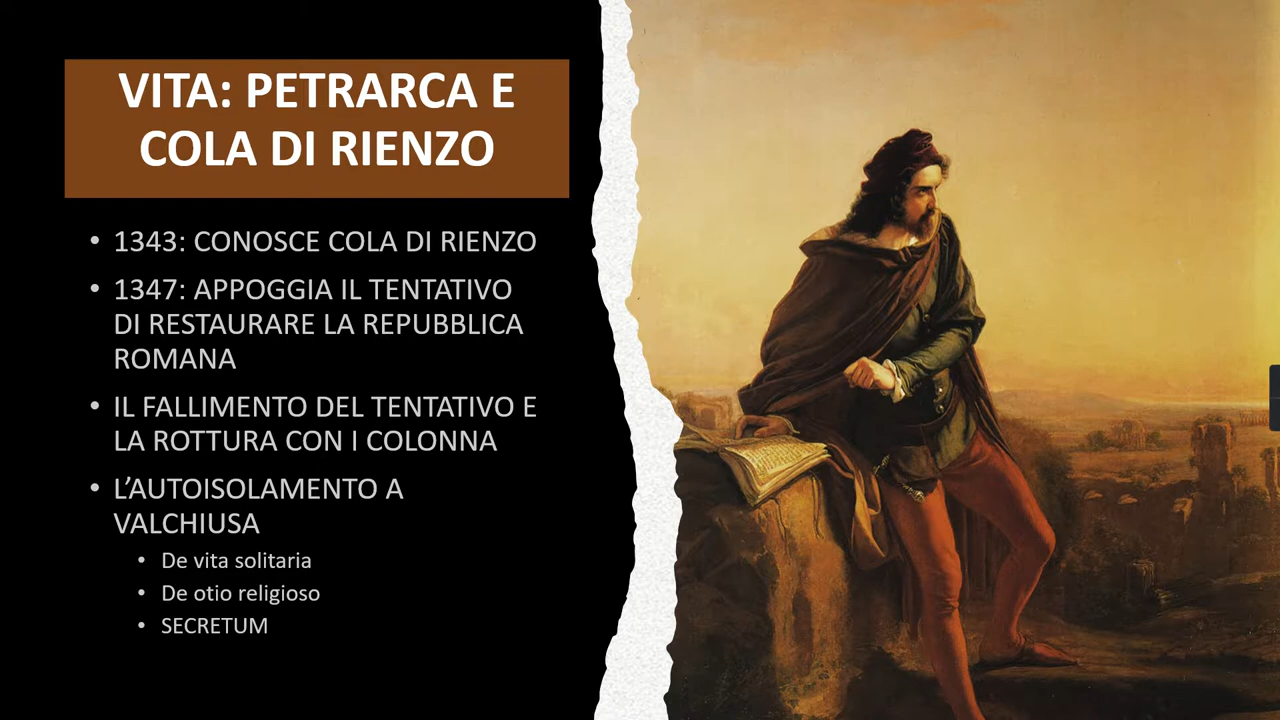 VITA: PETRARCA E
COLA DI RIENZO
• 1343: CONOSCE COLA DI RIENZO
• 1347: APPOGGIA IL TENTATIVO
DI RESTAURARE LA REPUBBLICA
ROMANA
• IL FALLIMENTO DEL TENTATIVO E
LA ROTTURA CON I COLONNA
• L’AUTOISOLAMENTO A
VALCHIUSA
• De vita solitaria
• De otio religioso
• SECRETUM